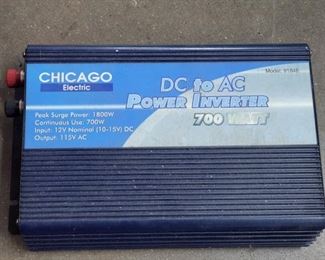 CHICAGO
Electric
DC to AC
POWER INVERTER
700 WATT
Peak Surge Power: 1800W
Continuous Use: 700W
Input: 12V Nominal (10-15V) DC
Output: 115V AC
Model: